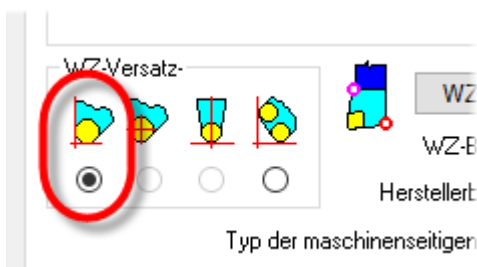 WZ-Versatz
WZ
WZ-B
Herstellerb
Typ der maschinenseitigen